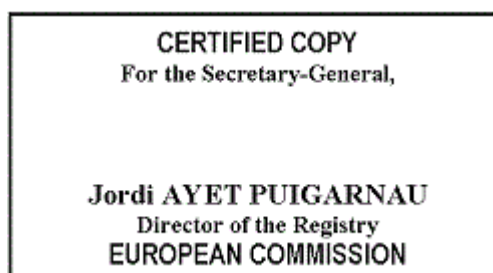 CERTIFIED COPY
For the Secretary-General,
Jordi AYET PUIGARNAU
Director of the Registry
EUROPEAN COMMISSION